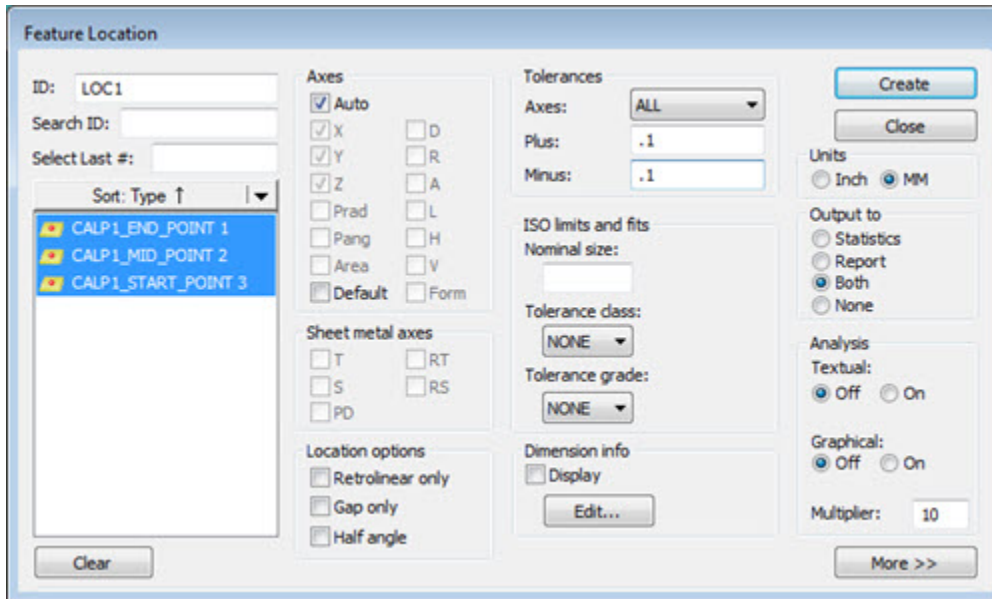 Feature Location
ID: LOC1
Search ID:
Select Last #:
Sort: Type ↑
CALP1_END_POINT 1
CALP1_MID_POINT 2
CALP1_START_POINT 3
Clear
Axes
Auto
X D
Y R
Z A
Prad L
Pang H
Area V
Default Form
Sheet metal axes
T RT
S RS
PD
Location options
Retrolinear only
Gap only
Half angle
Tolerances
Axes: ALL
Plus: .1
Minus: .1
ISO limits and fits
Nominal size:
Tolerance class:
NONE
Tolerance grade:
NONE
Dimension info
Display
Edit...
Create
Close
Units
Inch MM
Output to
Statistics
Report
Both
None
Analysis
Textual:
Off On
Graphical:
Off On
Multiplier: 10
More >>